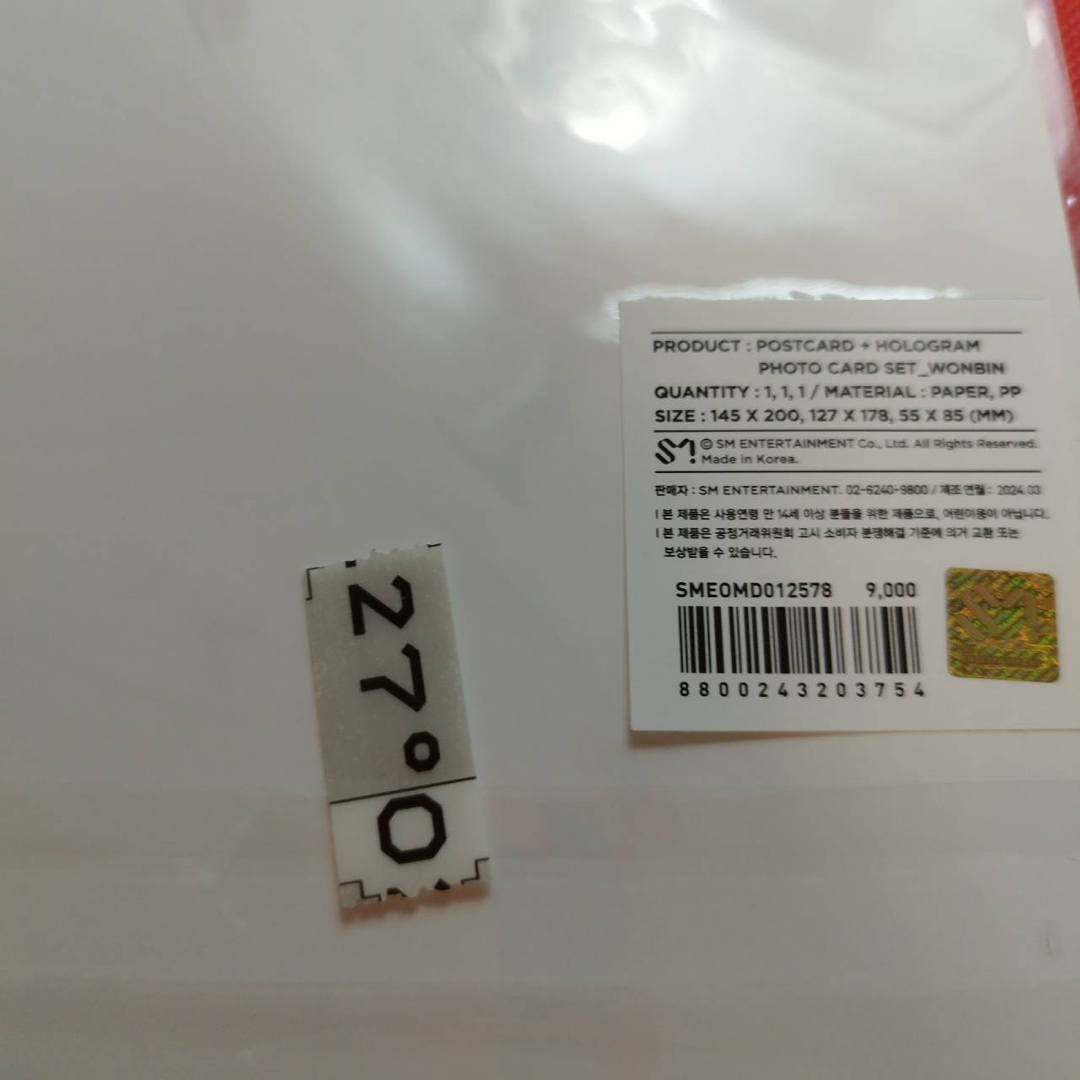 PRODUCT : POSTCARD + HOLOGRAM
PHOTO CARD SET_WONBIN
QUANTITY : 1, 1, 1 / MATERIAL : PAPER, PP
SIZE : 145 X 200, 127 X 178, 55 X 85 (MM)
SM! © SM ENTERTAINMENT Co., Ltd. All Rights Reserved.
Made in Korea.
판매자 : SM ENTERTAINMENT. 02-6240-9800 / 제조연월 : 2024.03
ㅣ본 제품은 사용연령 만 14세 이상 분들을 위한 제품으로, 어린이용이 아닙니다.
ㅣ본 제품은 공정거래위원회 고시 소비자 분쟁해결 기준에 의거 교환 또는
보상받을 수 있습니다.
SMEOMD012578 9,000
8800243203754
27°
0